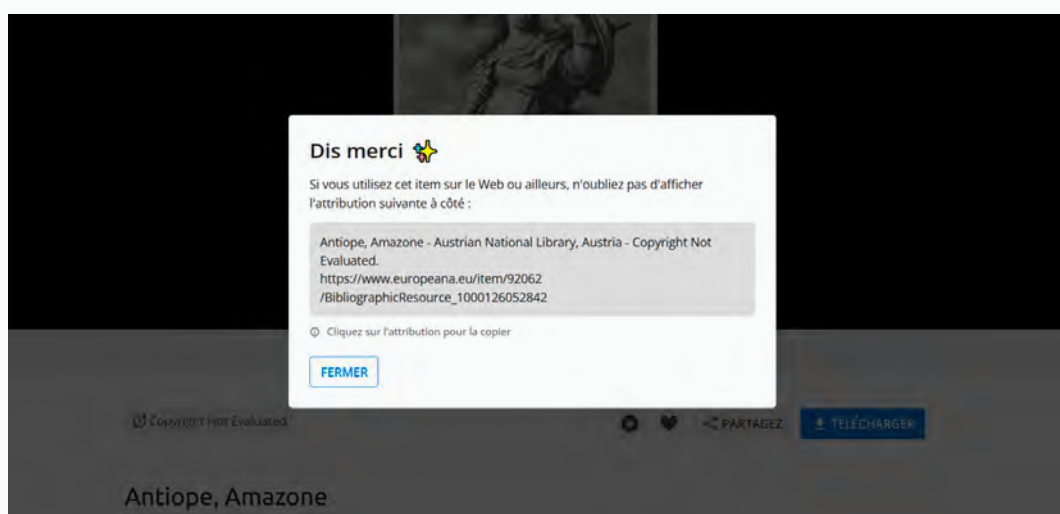 Dis merci
Si vous utilisez cet item sur le Web ou ailleurs, n'oubliez pas d'afficher
l'attribution suivante à côté :
Antiope, Amazone - Austrian National Library, Austria - Copyright Not
Evaluated.
https://www.europeana.eu/item/92062
/BibliographicResource_1000126052842
Cliquez sur l'attribution pour la copier
FERMER
Copyright Not Evaluated
PARTAGEZ
TÉLÉCHARGER
Antiope, Amazone